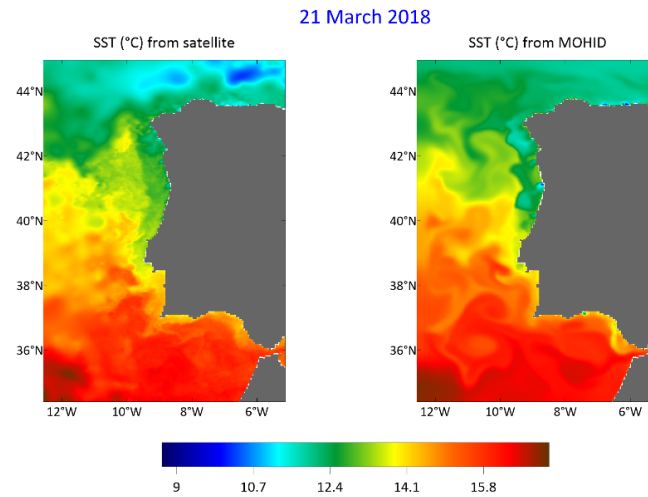 21 March 2018
SST (°C) from satellite
SST (°C) from MOHID
44°N
42°N
40°N
38°N
36°N
12°W 10°W 8°W 6°W
44°N
42°N
40°N
38°N
36°N
12°W 10°W 8°W 6°W
9 10.7 12.4 14.1 15.8